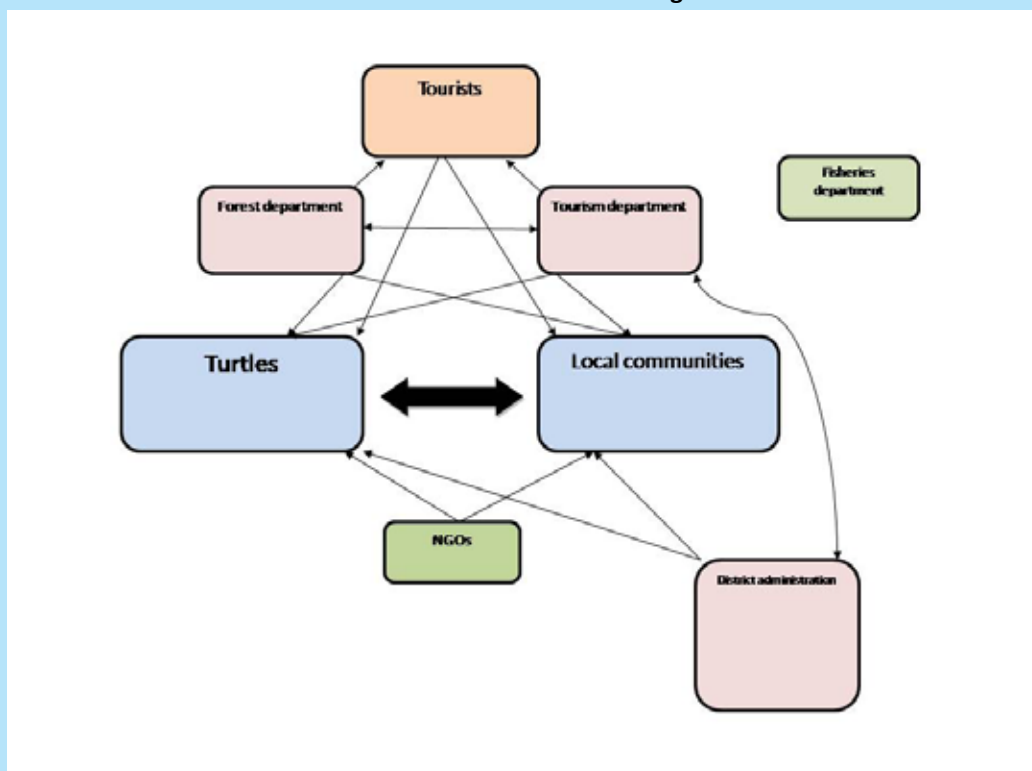 Tourists
Fisheries
department
Forest department
Tourism department
Turtles
Local communities
NGOs
District administration